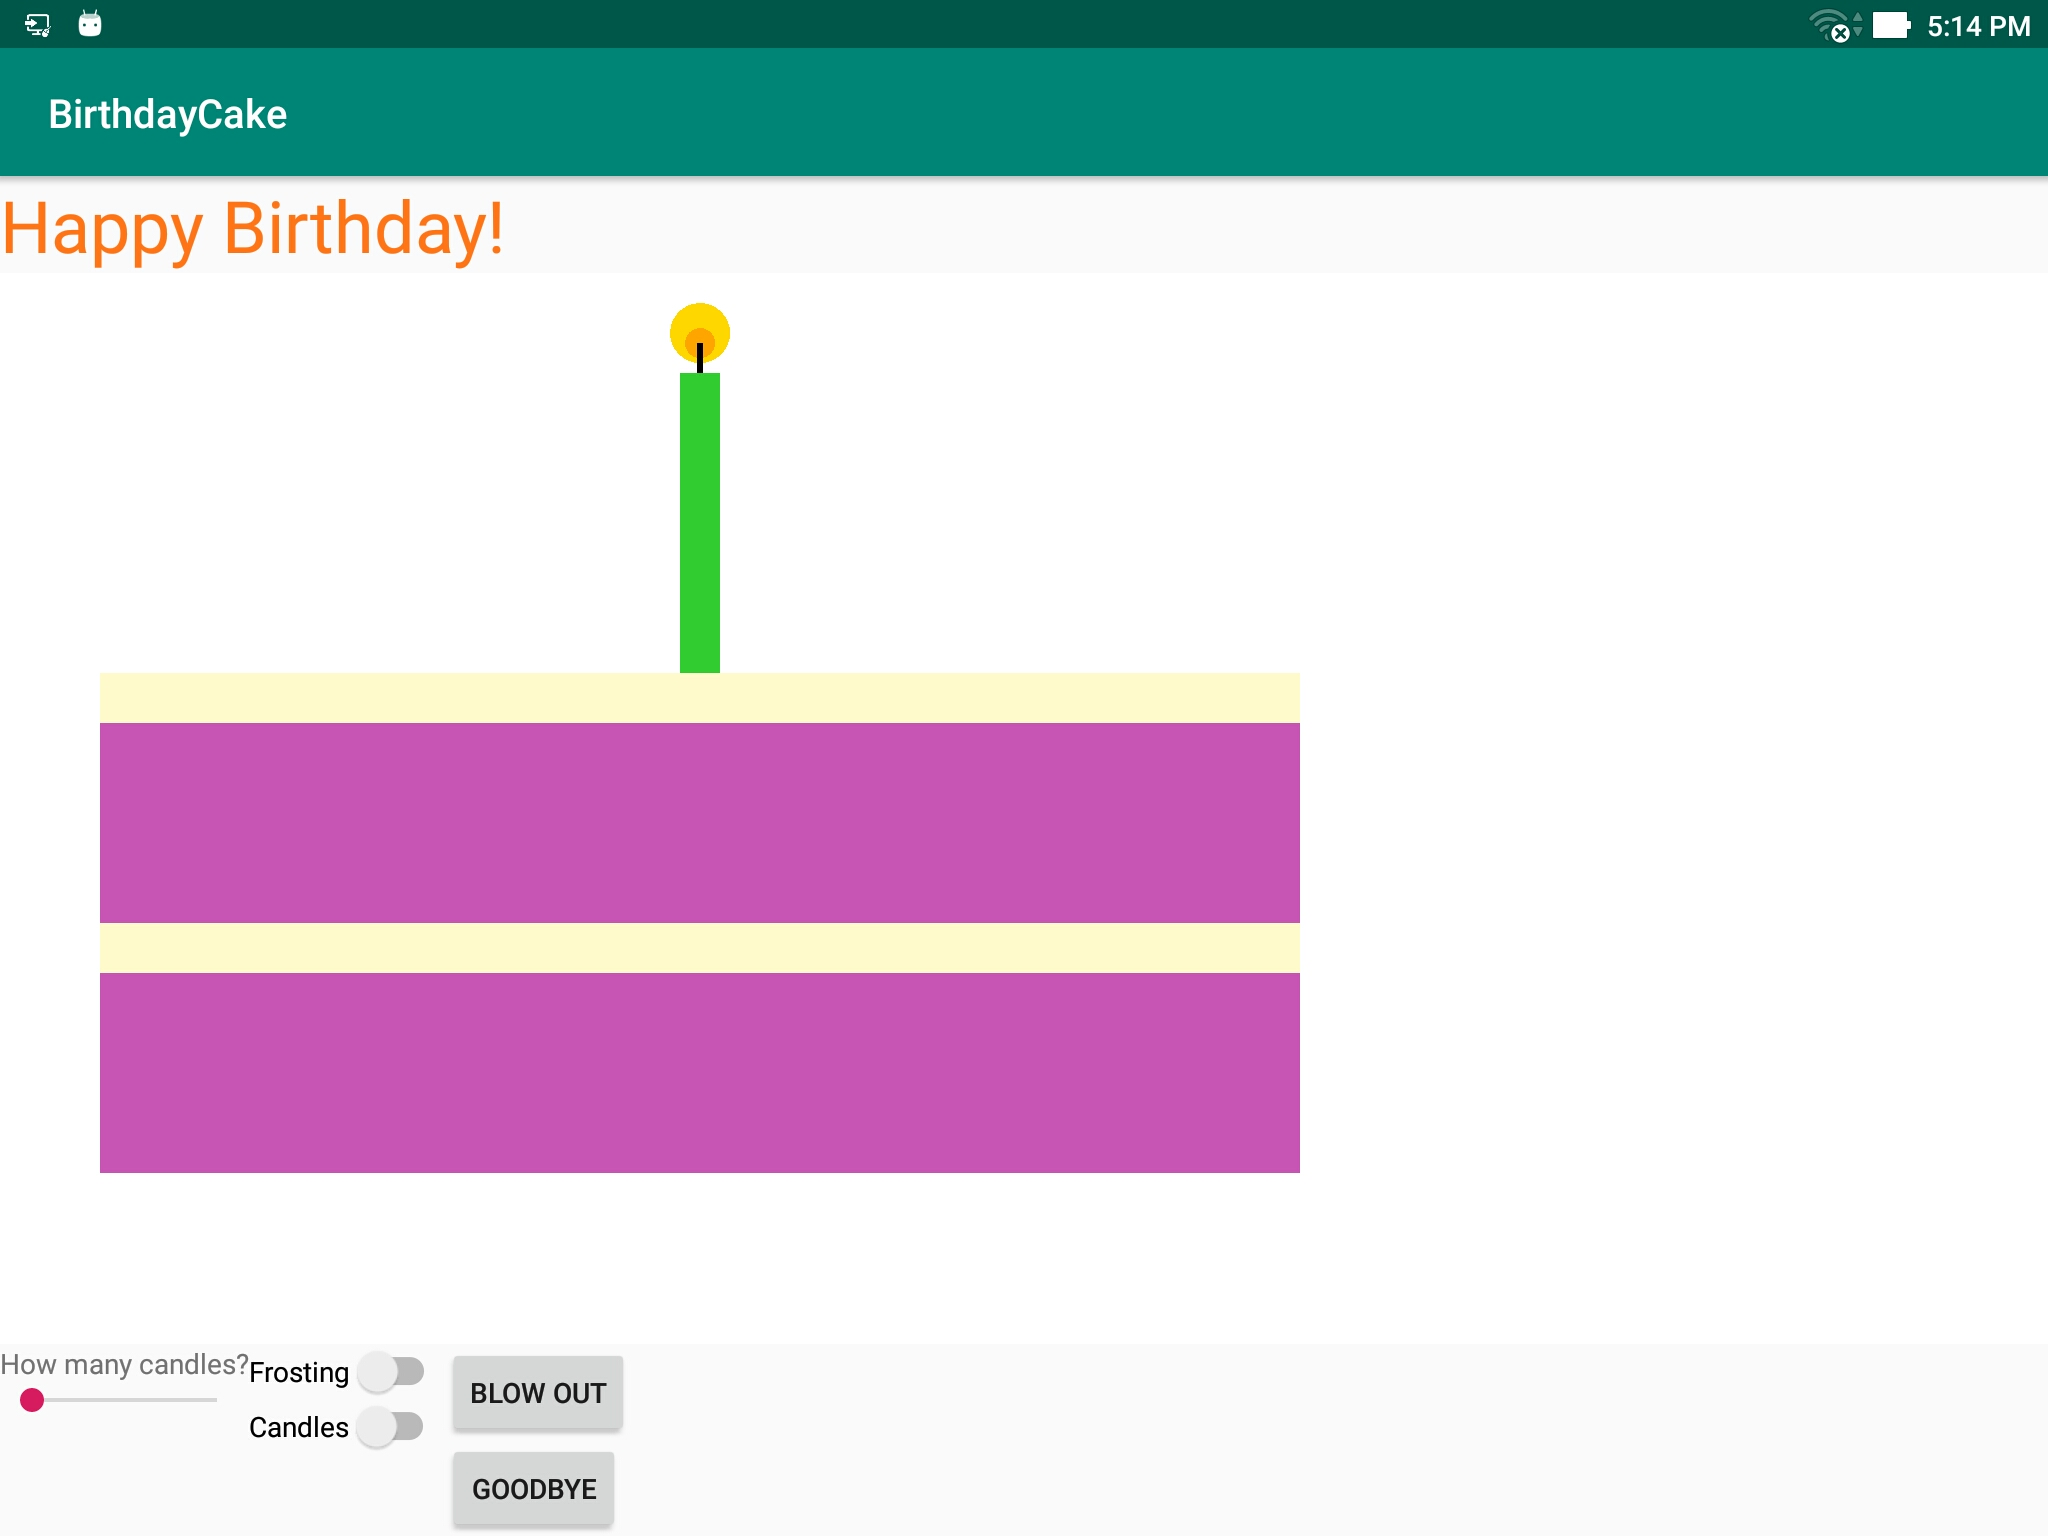 5:14 PM
BirthdayCake
Happy Birthday!
How many candles?
Frosting
Candles
BLOW OUT
GOODBYE